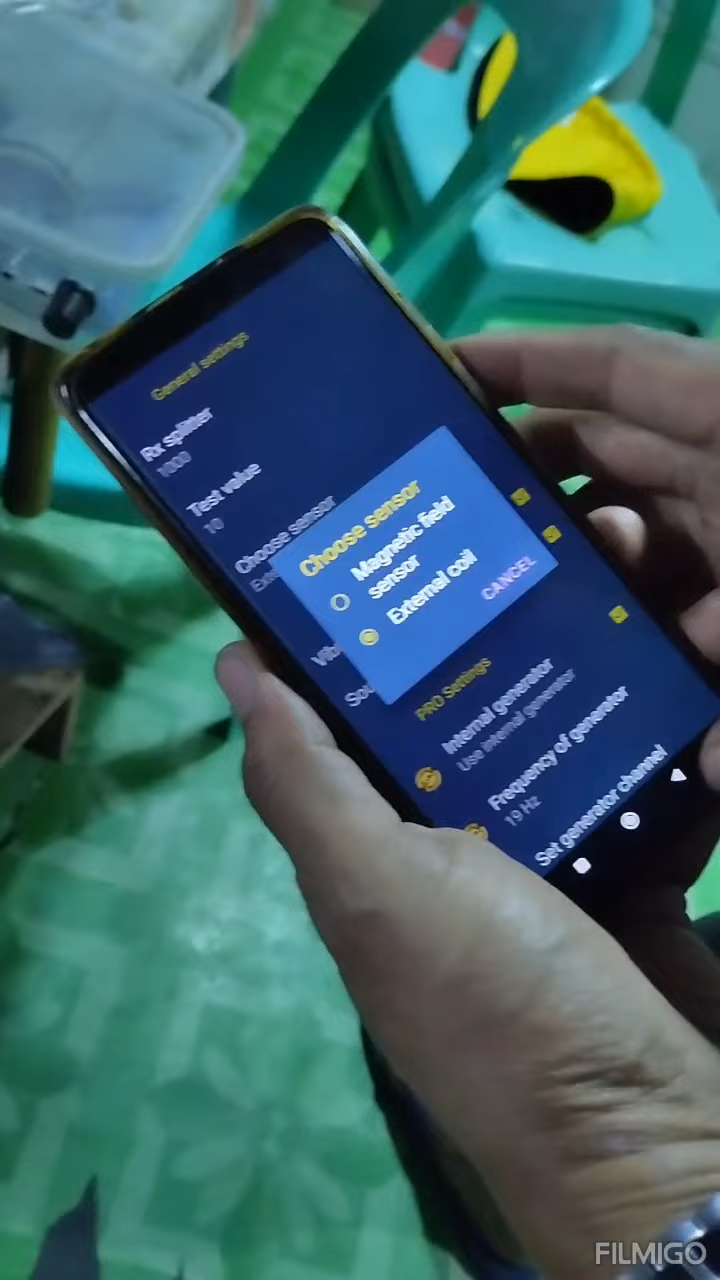 General settings
Rx splitter
1000
Test value
10
Choose sensor
Choose sensor
Magnetic field
sensor
External coil
CANCEL
PRO Settings
Internal generator
Use internal generator
Frequency of generator
19 Hz
Set generator channel
FILMIGO